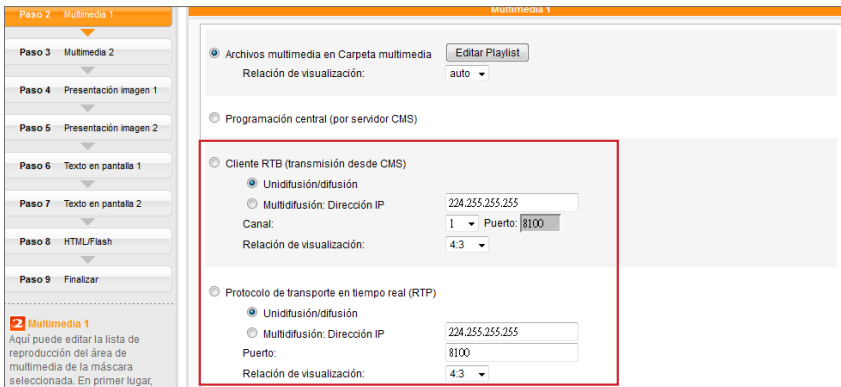 Paso 2 Multimedia 1
Paso 3 Multimedia 2
Paso 4 Presentación imagen 1
Paso 5 Presentación imagen 2
Paso 6 Texto en pantalla 1
Paso 7 Texto en pantalla 2
Paso 8 HTML/Flash
Paso 9 Finalizar
2 Multimedia 1
Aquí puede editar la lista de
reproducción del área de
multimedia de la máscara
seleccionada. En primer lugar,
Multimedia 1
Archivos multimedia en Carpeta multimedia Editar Playlist
Relación de visualización: auto
Programación central (por servidor CMS)
Cliente RTB (transmisión desde CMS)
Unidifusión/difusión
Multidifusión: Dirección IP 224.255.255.255
Canal: 1 Puerto: 8100
Relación de visualización: 4:3
Protocolo de transporte en tiempo real (RTP)
Unidifusión/difusión
Multidifusión: Dirección IP 224.255.255.255
Puerto: 8100
Relación de visualización: 4:3